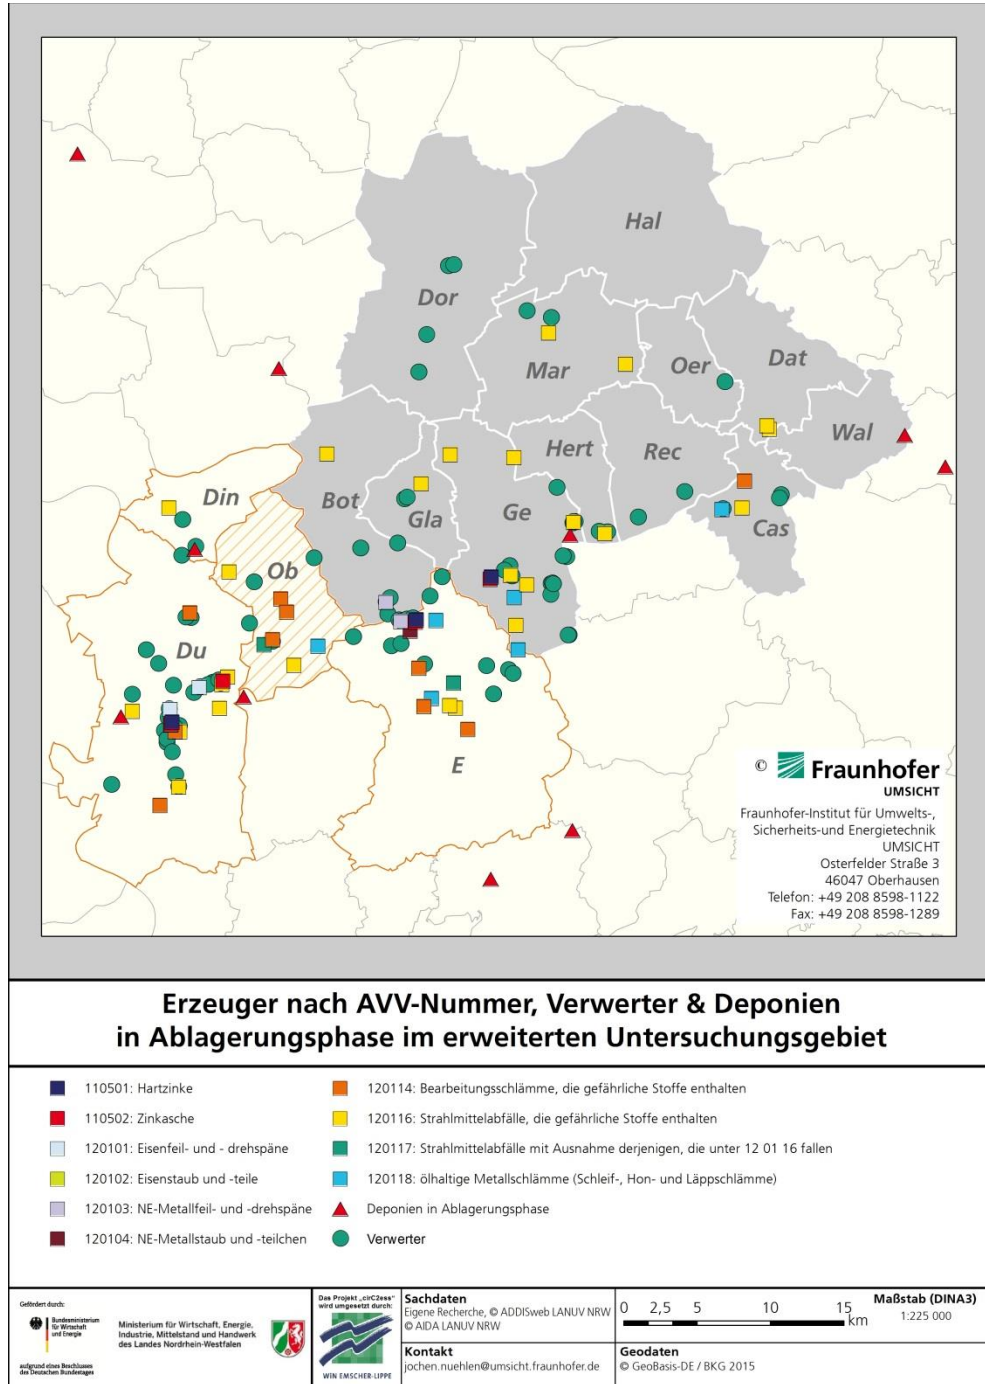 Hal
Dor
Mar
Oer
Dat
Wal
Hert
Rec
Din
Bot
Gla
Ge
Cas
Ob
Du
E
© Fraunhofer
UMSICHT
Fraunhofer-Institut für Umwelts-,
Sicherheits-und Energietechnik
UMSICHT
Osterfelder Straße 3
46047 Oberhausen
Telefon: +49 208 8598-1122
Fax: +49 208 8598-1289
Erzeuger nach AVV-Nummer, Verwerter & Deponien
in Ablagerungsphase im erweiterten Untersuchungsgebiet
110501: Hartzinke
110502: Zinkasche
120101: Eisenfeil- und - drehspäne
120102: Eisenstaub und -teile
120103: NE-Metallfeil- und -drehspäne
120104: NE-Metallstaub und -teilchen
120114: Bearbeitungsschlämme, die gefährliche Stoffe enthalten
120116: Strahlmittelabfälle, die gefährliche Stoffe enthalten
120117: Strahlmittelabfälle mit Ausnahme derjenigen, die unter 12 01 16 fallen
120118: ölhaltige Metallschlämme (Schleif-, Hon- und Läppschlämme)
Deponien in Ablagerungsphase
Verwerter
Gefördert durch:
Bundesministerium
für Wirtschaft
und Energie
aufgrund eines Beschlusses
des Deutschen Bundestages
Ministerium für Wirtschaft, Energie,
Industrie, Mittelstand und Handwerk
des Landes Nordrhein-Westfalen
Das Projekt „cirC2ess"
wird umgesetzt durch:
WiN EMSCHER-LIPPE
Sachdaten
Eigene Recherche, © ADDISweb LANUV NRW
© AIDA LANUV NRW
Kontakt
jochen.nuehlen@umsicht.fraunhofer.de
0 2,5 5 10 15
km
Maßstab (DINA3)
1:225 000
Geodaten
© GeoBasis-DE / BKG 2015